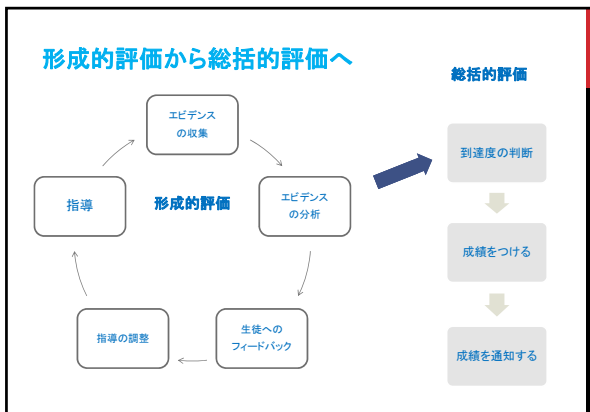 形成的評価から総括的評価へ
総括的評価
エビデンス
の収集
到達度の判断
指導
形成的評価
エビデンス
の分析
成績をつける
指導の調整
生徒への
フィードバック
成績を通知する